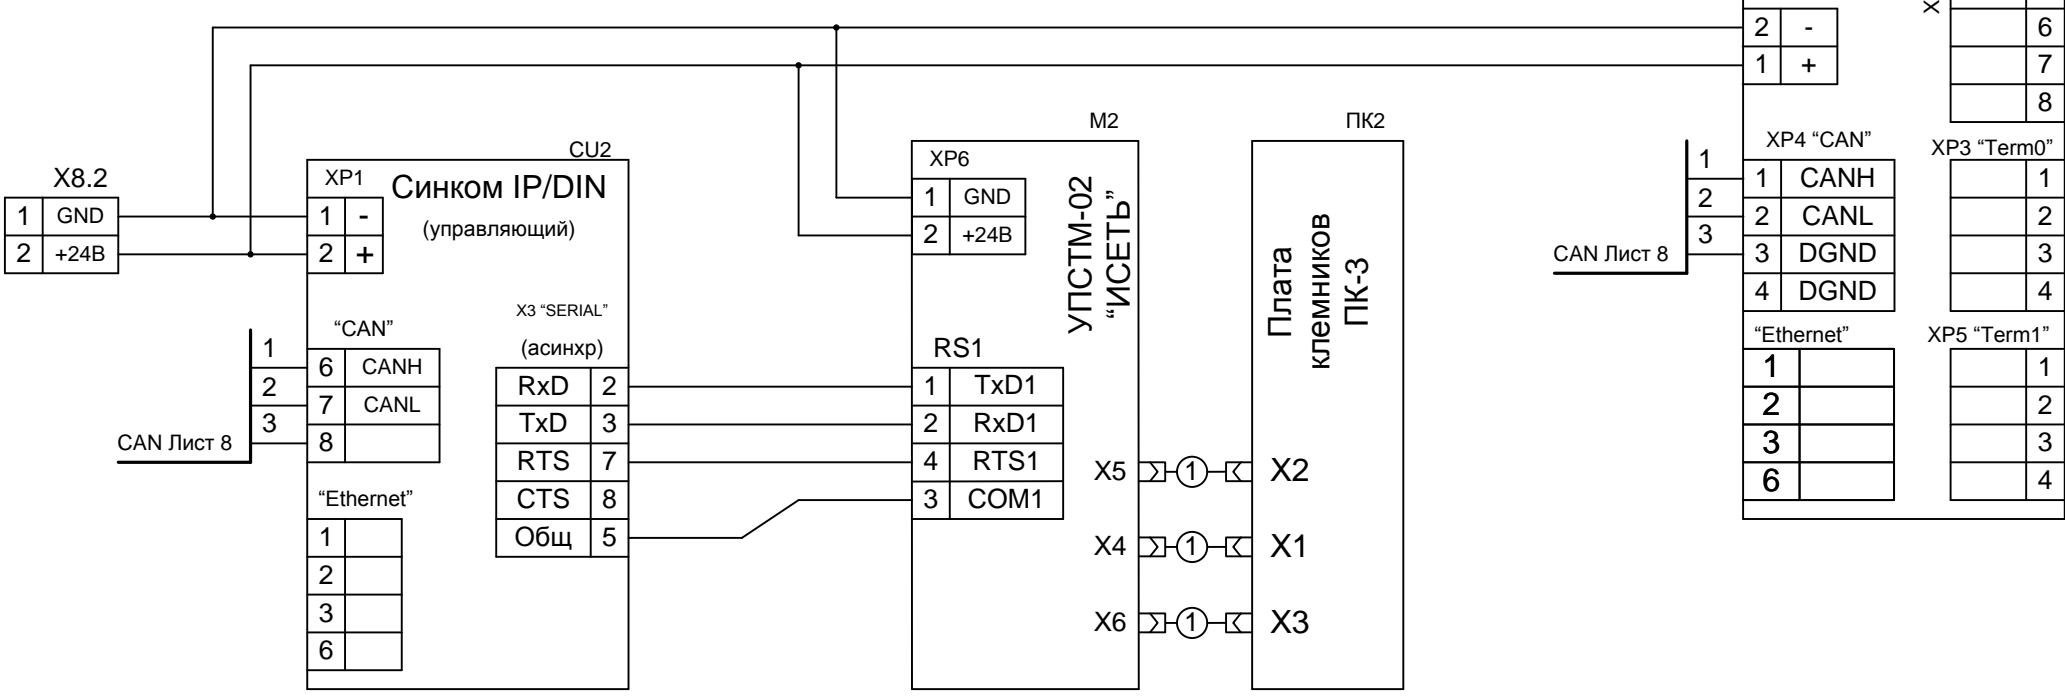 X8.2
1 GND
2 +24В
CU2
XP1
Синком IP/DIN
(управляющий)
1 -
2 +
X3 “SERIAL”
(асинхр)
“CAN”
1
2
3
6 CANH
7 CANL
8
CAN Лист 8
RxD 2
TxD 3
RTS 7
CTS 8
Общ 5
“Ethernet”
1
2
3
6
М2
XP6
1 GND
2 +24В
УПСТМ-02
“ИСЕТЬ”
RS1
1 TxD1
2 RxD1
4 RTS1
3 COM1
X5 1 X2
X4 1 X1
X6 1 X3
ПК2
Плата
клемников
ПК-3
2 -
1 +
X
6
7
8
XP4 “CAN”
1
2
3
1 CANH
2 CANL
3 DGND
4 DGND
CAN Лист 8
XP3 “Term0”
1
2
3
4
“Ethernet”
1
2
3
6
XP5 “Term1”
1
2
3
4